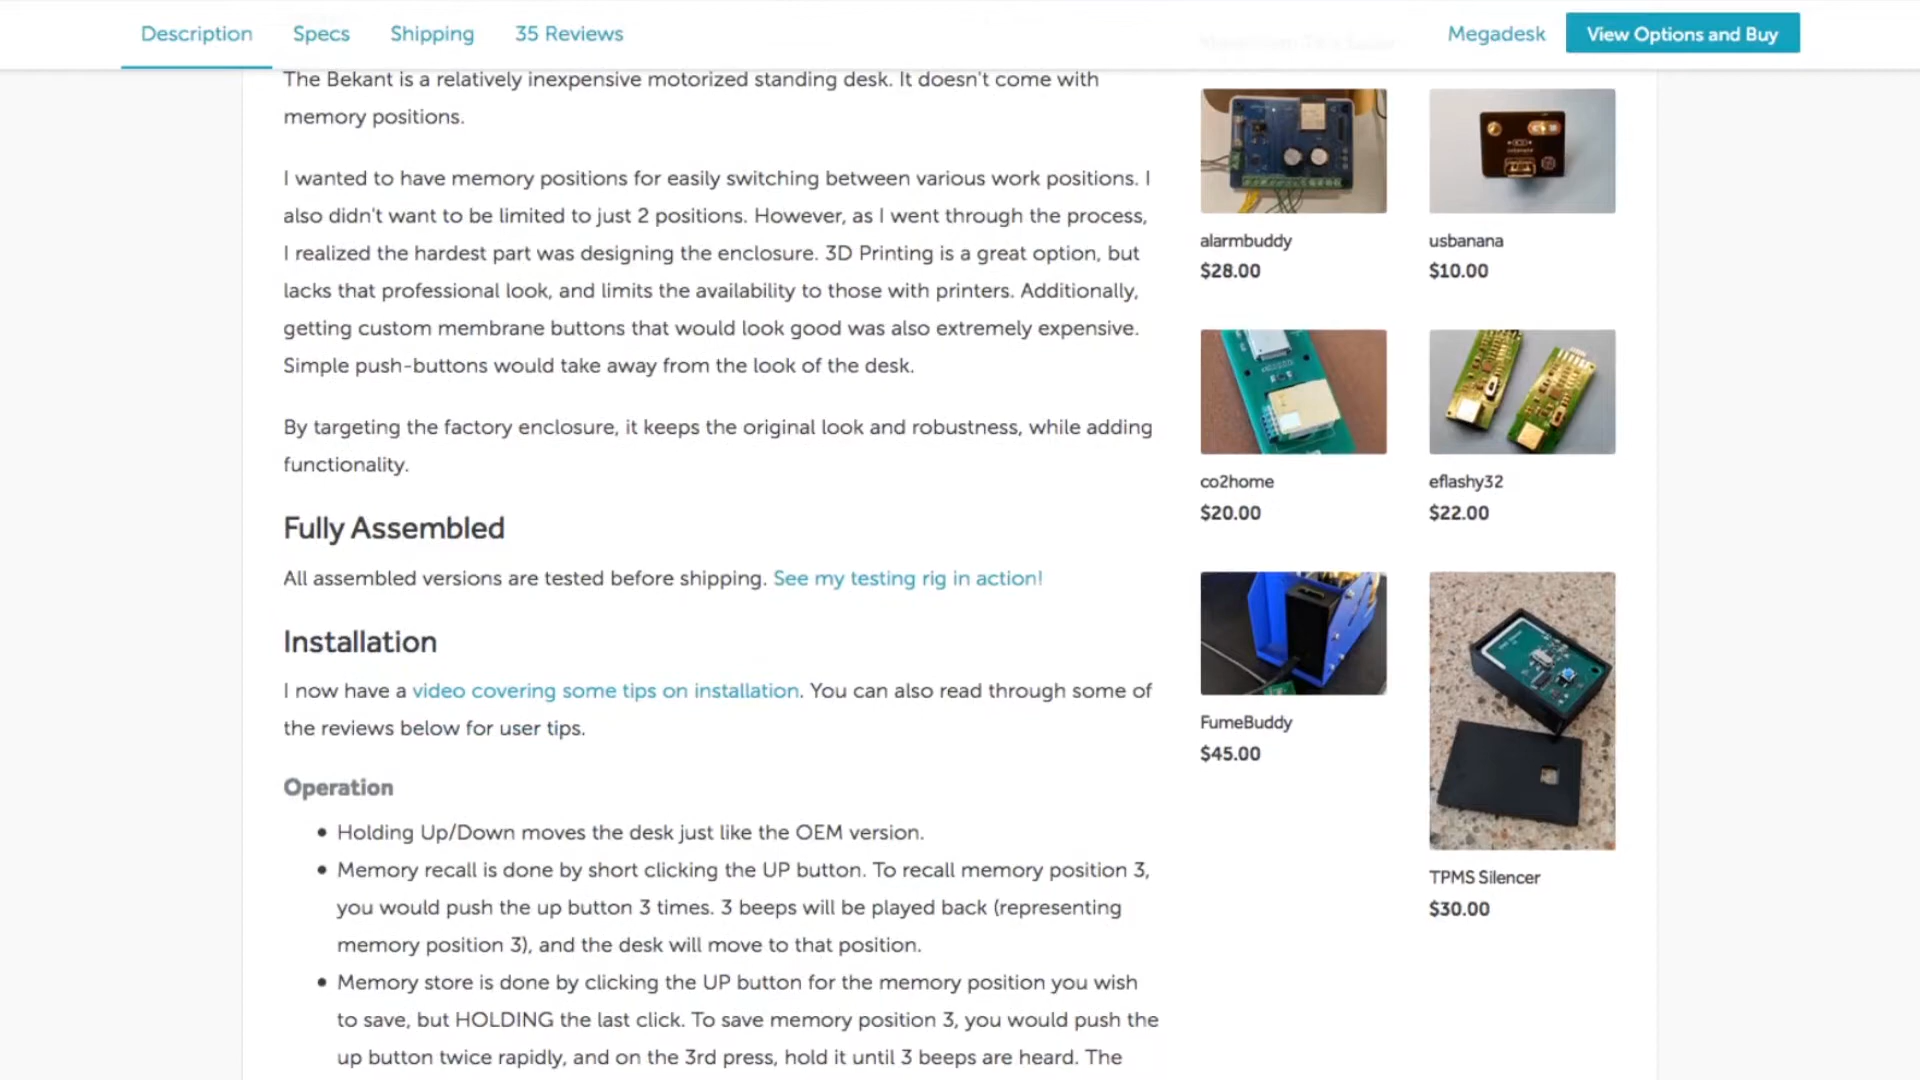 Description Specs Shipping 35 Reviews Megadesk View Options and Buy
The Bekant is a relatively inexpensive motorized standing desk. It doesn't come with
memory positions.
I wanted to have memory positions for easily switching between various work positions. I
also didn't want to be limited to just 2 positions. However, as I went through the process,
I realized the hardest part was designing the enclosure. 3D Printing is a great option, but
lacks that professional look, and limits the availability to those with printers. Additionally,
getting custom membrane buttons that would look good was also extremely expensive.
Simple push-buttons would take away from the look of the desk.
By targeting the factory enclosure, it keeps the original look and robustness, while adding
functionality.
Fully Assembled
All assembled versions are tested before shipping. See my testing rig in action!
Installation
I now have a video covering some tips on installation. You can also read through some of
the reviews below for user tips.
Operation
• Holding Up/Down moves the desk just like the OEM version.
• Memory recall is done by short clicking the UP button. To recall memory position 3,
you would push the up button 3 times. 3 beeps will be played back (representing
memory position 3), and the desk will move to that position.
• Memory store is done by clicking the UP button for the memory position you wish
to save, but HOLDING the last click. To save memory position 3, you would push the
up button twice rapidly, and on the 3rd press, hold it until 3 beeps are heard. The
alarmbuddy
$28.00
usbanana
$10.00
co2home
$20.00
eflashy32
$22.00
FumeBuddy
$45.00
TPMS Silencer
$30.00